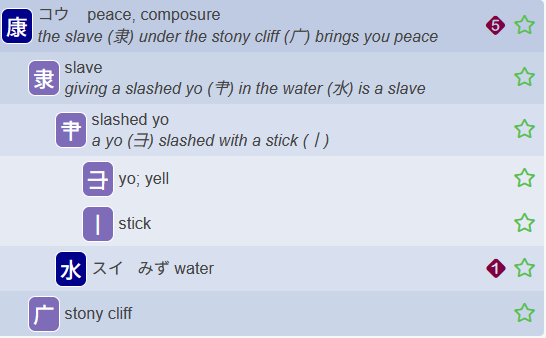 康 コウ peace, composure 5
the slave (隶) under the stony cliff (广) brings you peace
隶 slave
giving a slashed yo (肀) in the water (水) is a slave
肀 slashed yo
a yo (彐) slashed with a stick (丨)
彐 yo; yell
丨 stick
水 スイ みず water 1
广 stony cliff